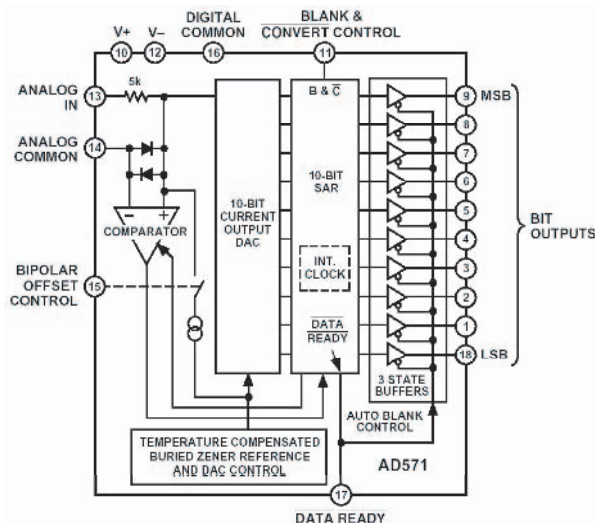 V+ V–
DIGITAL COMMON
BLANK & CONVERT CONTROL
10 12 16 11
5k
B & C
ANALOG IN 13
9 MSB
8
ANALOG COMMON 14
7
10-BIT SAR
6
– +
COMPARATOR
10-BIT CURRENT OUTPUT DAC
5
BIT OUTPUTS
4
INT. CLOCK
3
BIPOLAR OFFSET CONTROL 15
2
DATA READY
1
18 LSB
3 STATE BUFFERS
AUTO BLANK CONTROL
TEMPERATURE COMPENSATED
BURIED ZENER REFERENCE
AND DAC CONTROL
AD571
17
DATA READY